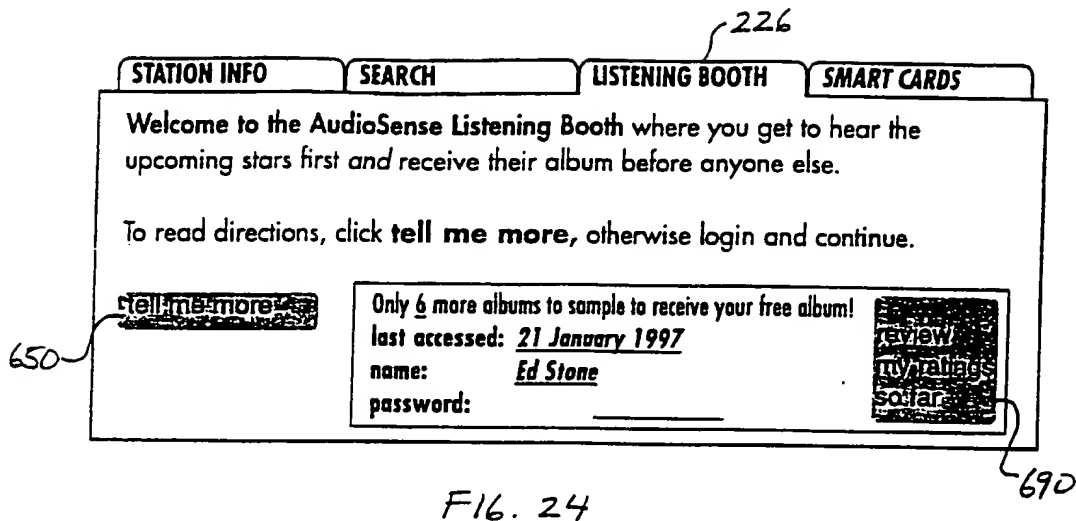 226
STATION INFO SEARCH LISTENING BOOTH SMART CARDS
Welcome to the AudioSense Listening Booth where you get to hear the
upcoming stars first and receive their album before anyone else.
To read directions, click tell me more, otherwise login and continue.
tell me more
650
Only 6 more albums to sample to receive your free album!
last accessed: 21 January 1997
name: Ed Stone
password:
review
my ratings
so far
690
FIG. 24